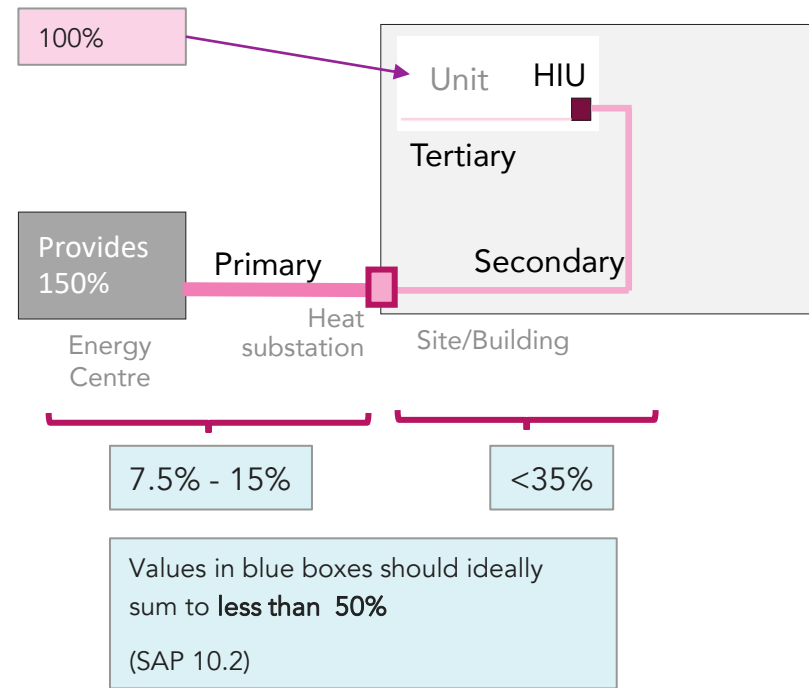 100%
Unit
HIU
Tertiary
Provides
150%
Primary
Secondary
Heat
substation
Site/Building
Energy
Centre
7.5% - 15%
<35%
Values in blue boxes should ideally
sum to less than 50%
(SAP 10.2)